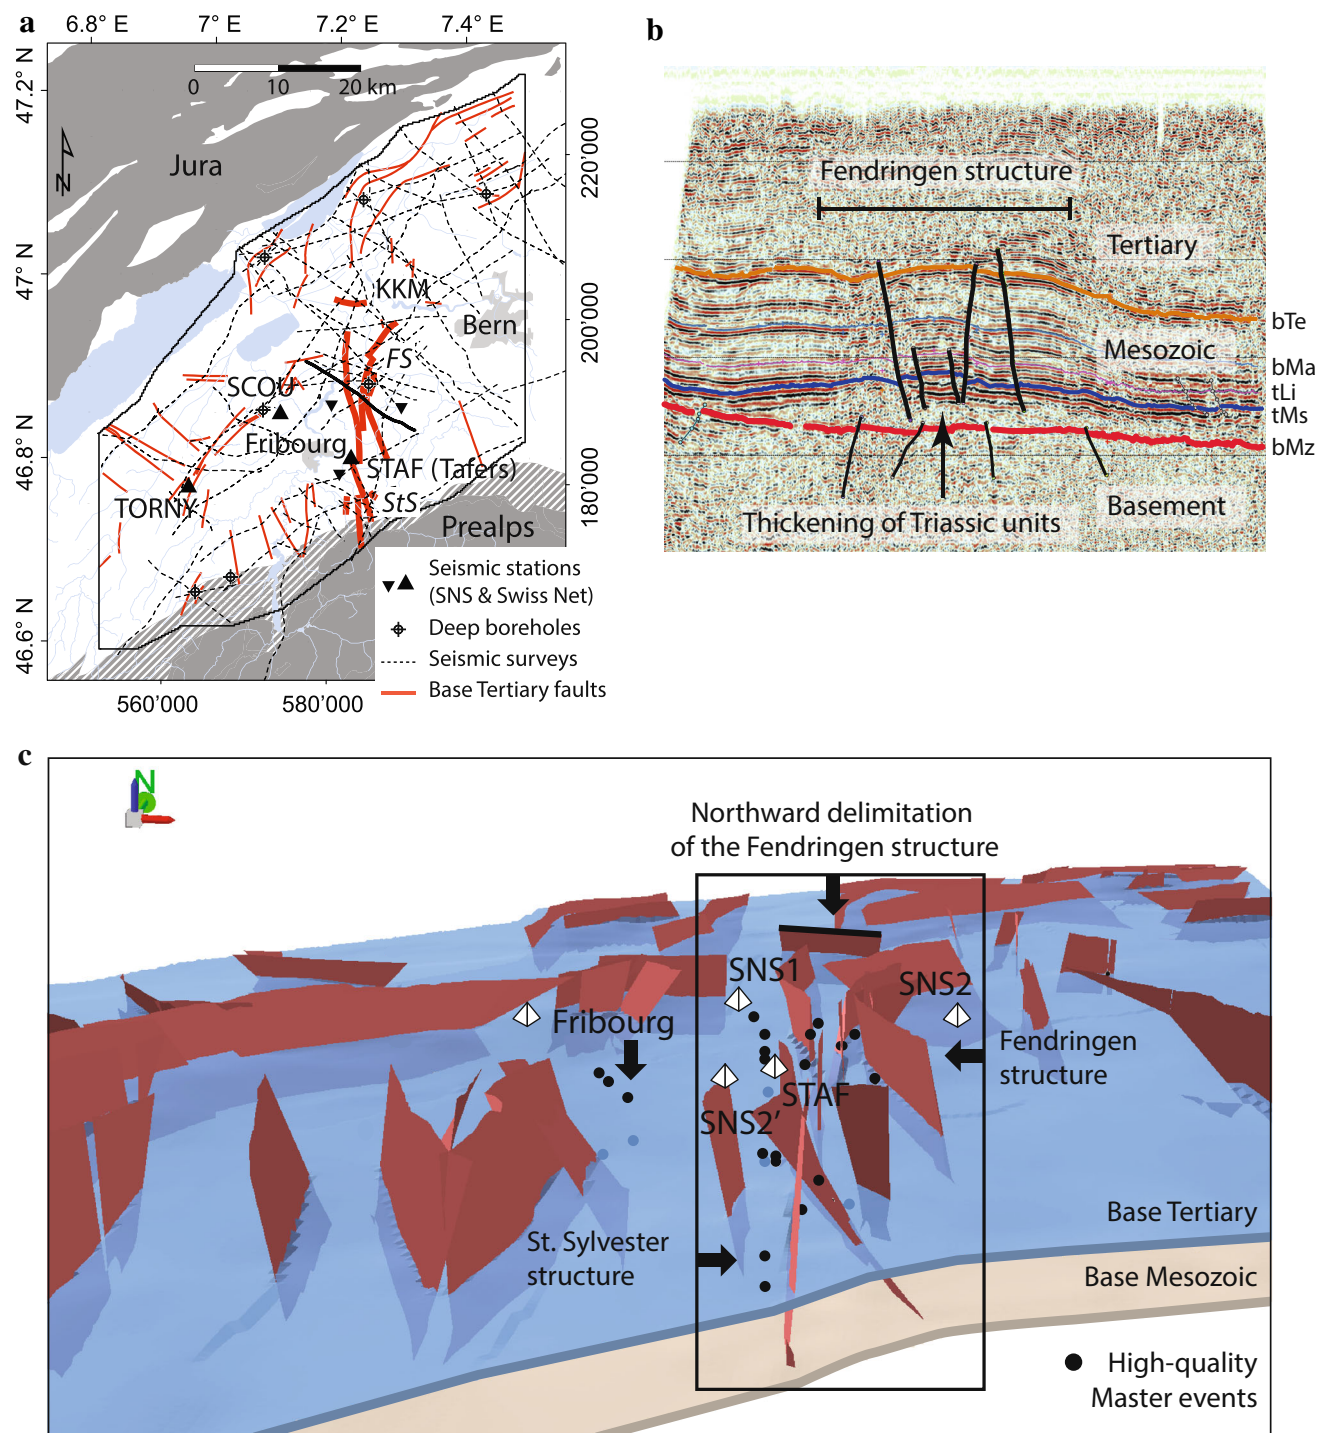 a
6.8° E
7° E
7.2° E
7.4° E
47.2° N
47° N
46.8° N
46.6° N
0
10
20 km
N
Jura
220'000
200'000
180'000
KKM
Bern
FS
SCOU
Fribourg
STAF (Tafers)
TORNY
StS
Prealps
Seismic stations
(SNS & Swiss Net)
Deep boreholes
Seismic surveys
Base Tertiary faults
560'000
580'000
b
Fendringen structure
Tertiary
bTe
Mesozoic
bMa
tLi
tMs
bMz
Thickening of Triassic units
Basement
c
N
Northward delimitation
of the Fendringen structure
SNS1
SNS2
Fribourg
Fendringen
structure
STAF
SNS2'
St. Sylvester
structure
Base Tertiary
Base Mesozoic
High-quality
Master events